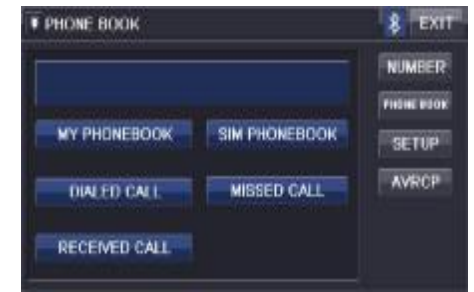 PHONE BOOK
EXIT
NUMBER
PHONE BOOK
MY PHONEBOOK
SIM PHONEBOOK
SETUP
DIALED CALL
MISSED CALL
AVRCP
RECEIVED CALL